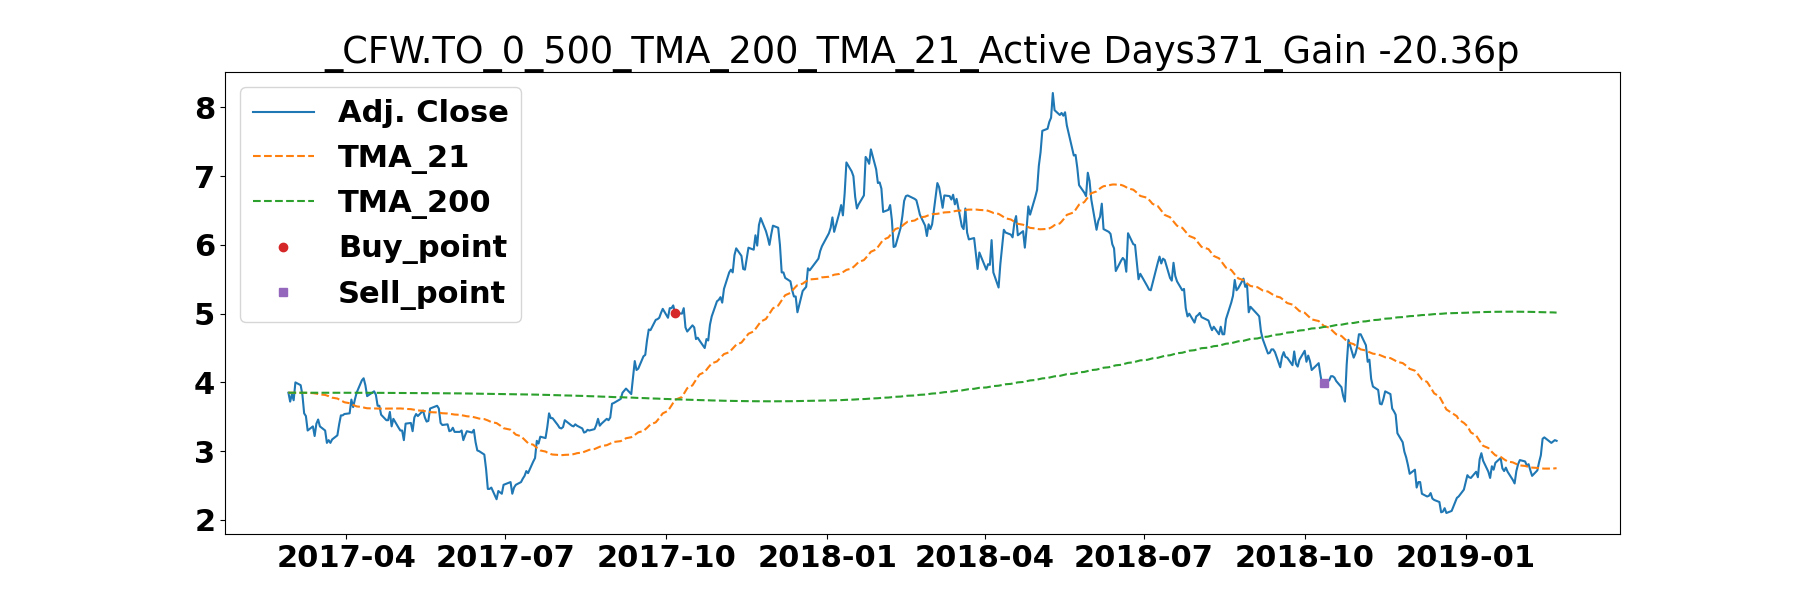 _CFW.TO_0_500_TMA_200_TMA_21_Active Days371_Gain -20.36p
Adj. Close
TMA_21
TMA_200
Buy_point
Sell_point
8
7
6
5
4
3
2
2017-04 2017-07 2017-10 2018-01 2018-04 2018-07 2018-10 2019-01